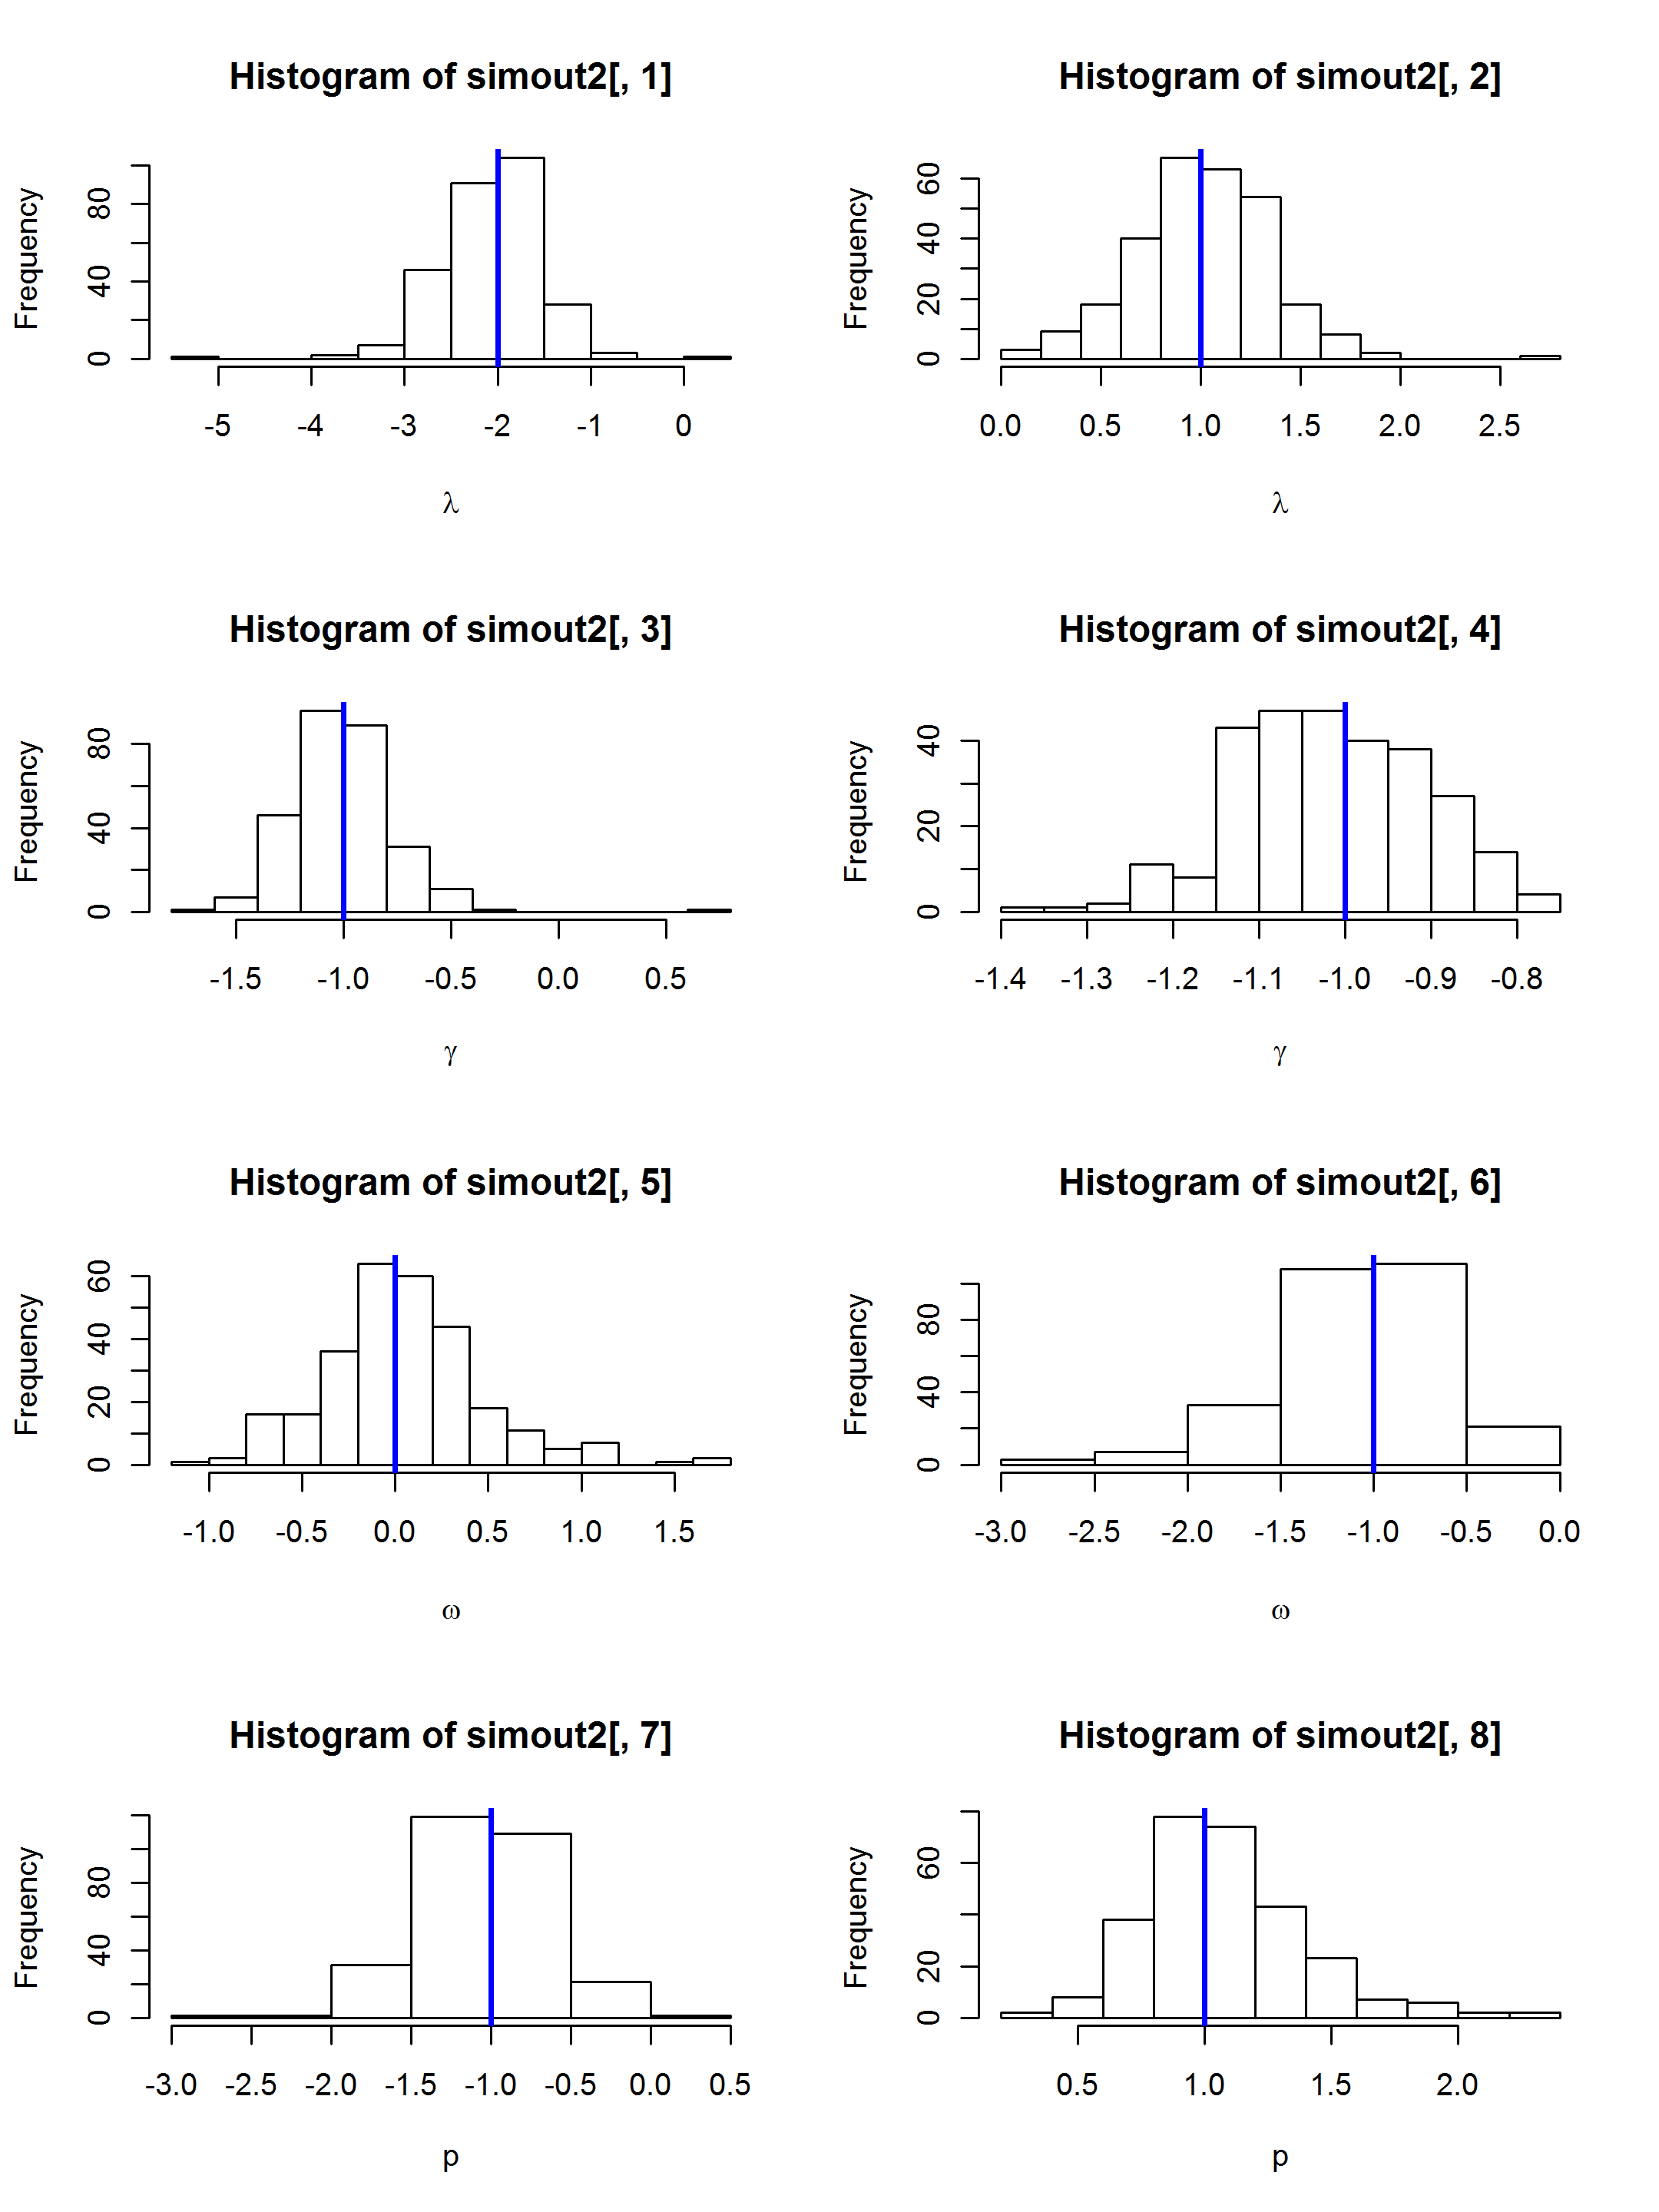 Histogram of simout2[, 1]
Frequency
0 40 80
-5 -4 -3 -2 -1 0
λ
Histogram of simout2[, 2]
Frequency
0 20 40 60
0.0 0.5 1.0 1.5 2.0 2.5
λ
Histogram of simout2[, 3]
Frequency
0 40 80
-1.5 -1.0 -0.5 0.0 0.5
γ
Histogram of simout2[, 4]
Frequency
0 20 40
-1.4 -1.3 -1.2 -1.1 -1.0 -0.9 -0.8
γ
Histogram of simout2[, 5]
Frequency
0 20 40 60
-1.0 -0.5 0.0 0.5 1.0 1.5
ω
Histogram of simout2[, 6]
Frequency
0 40 80
-3.0 -2.5 -2.0 -1.5 -1.0 -0.5 0.0
ω
Histogram of simout2[, 7]
Frequency
0 40 80
-3.0 -2.5 -2.0 -1.5 -1.0 -0.5 0.0 0.5
p
Histogram of simout2[, 8]
Frequency
0 20 60
0.5 1.0 1.5 2.0
p